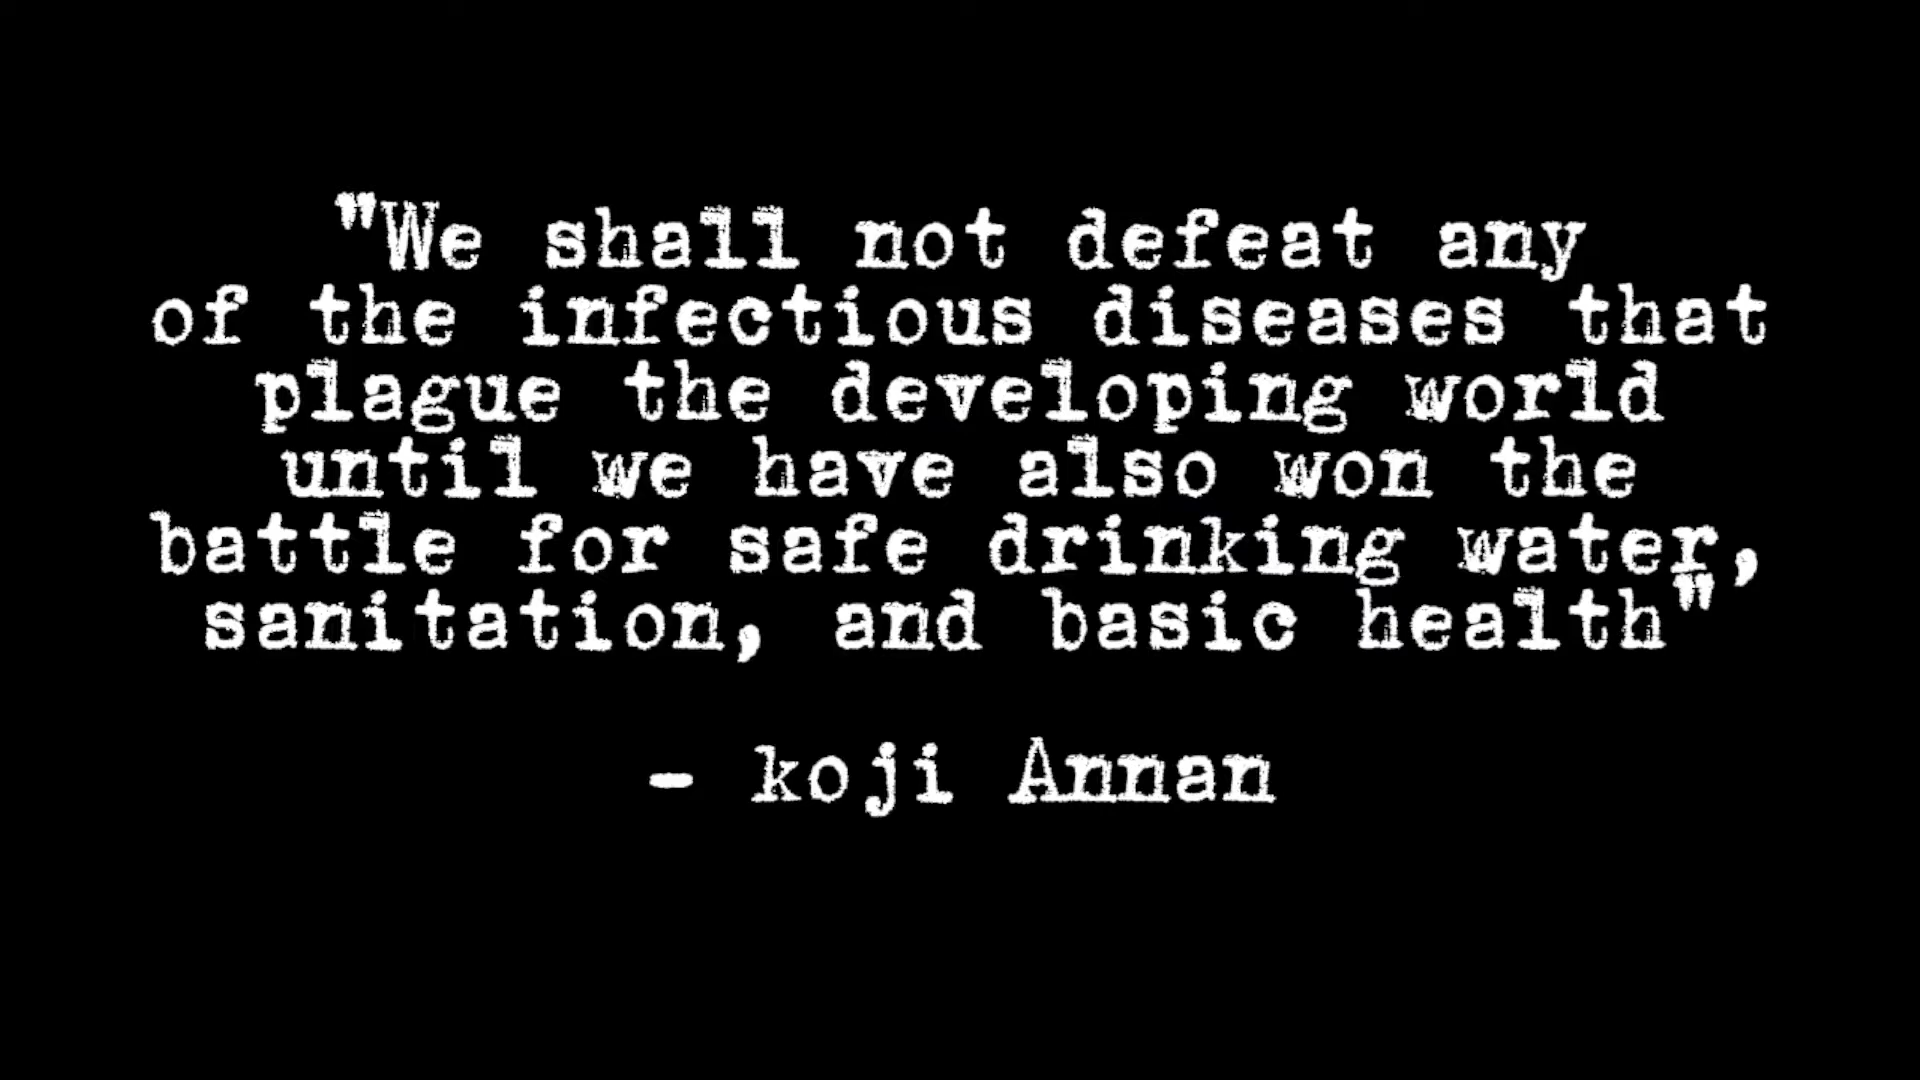 "We shall not defeat any
of the infectious diseases that
plague the developing world
until we have also won the
battle for safe drinking water,
sanitation, and basic health"
- koji Annan